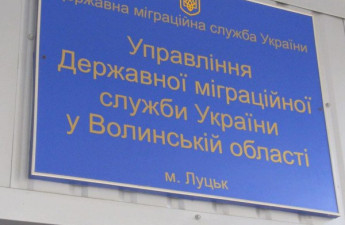 Державна міграційна служба України
Управління
Державної міграційної
служби України
у Волинській області
м. Луцьк